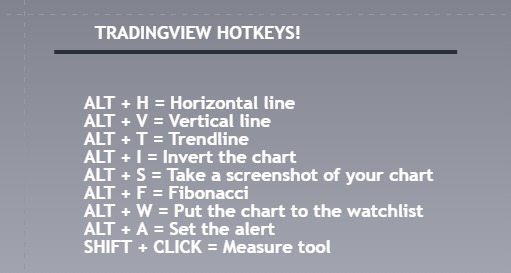 TRADINGVIEW HOTKEYS!
ALT + H = Horizontal line
ALT + V = Vertical line
ALT + T = Trendline
ALT + I = Invert the chart
ALT + S = Take a screenshot of your chart
ALT + F = Fibonacci
ALT + W = Put the chart to the watchlist
ALT + A = Set the alert
SHIFT + CLICK = Measure tool